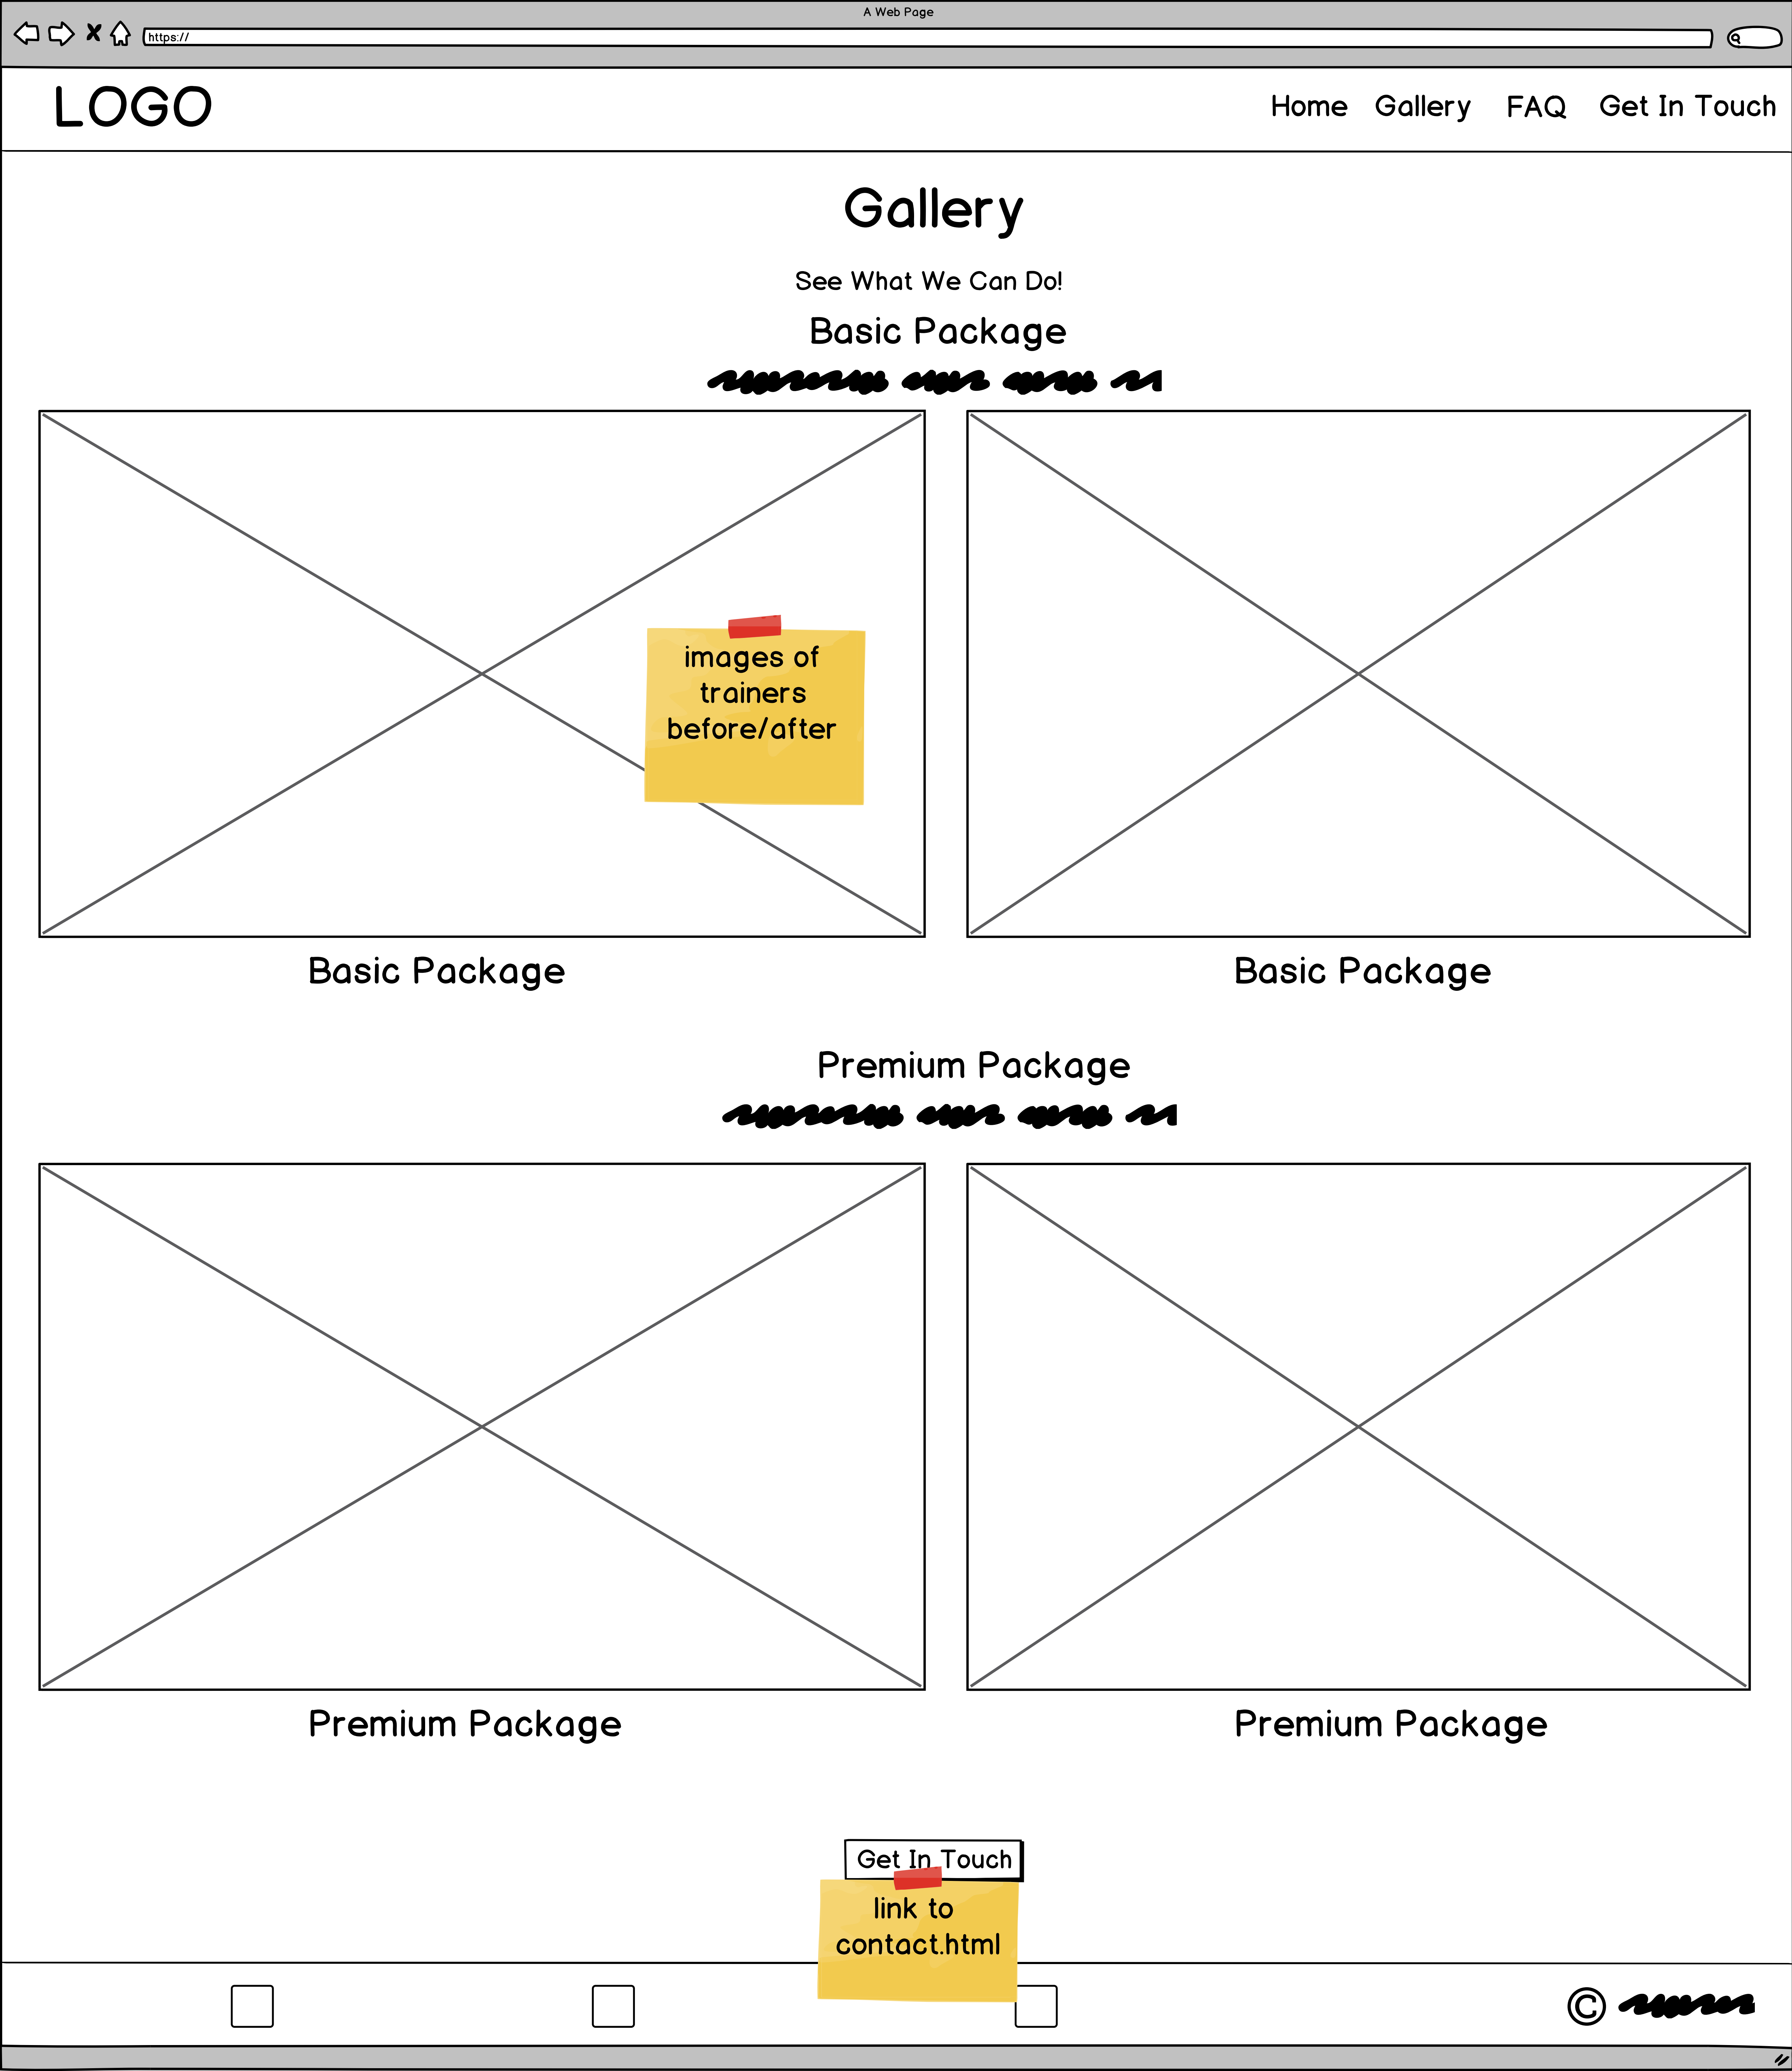 A Web Page
https://
LOGO
Home Gallery FAQ Get In Touch
Gallery
See What We Can Do!
Basic Package
images of
trainers
before/after
Basic Package
Basic Package
Premium Package
Premium Package
Premium Package
Get In Touch
link to
contact.html
©